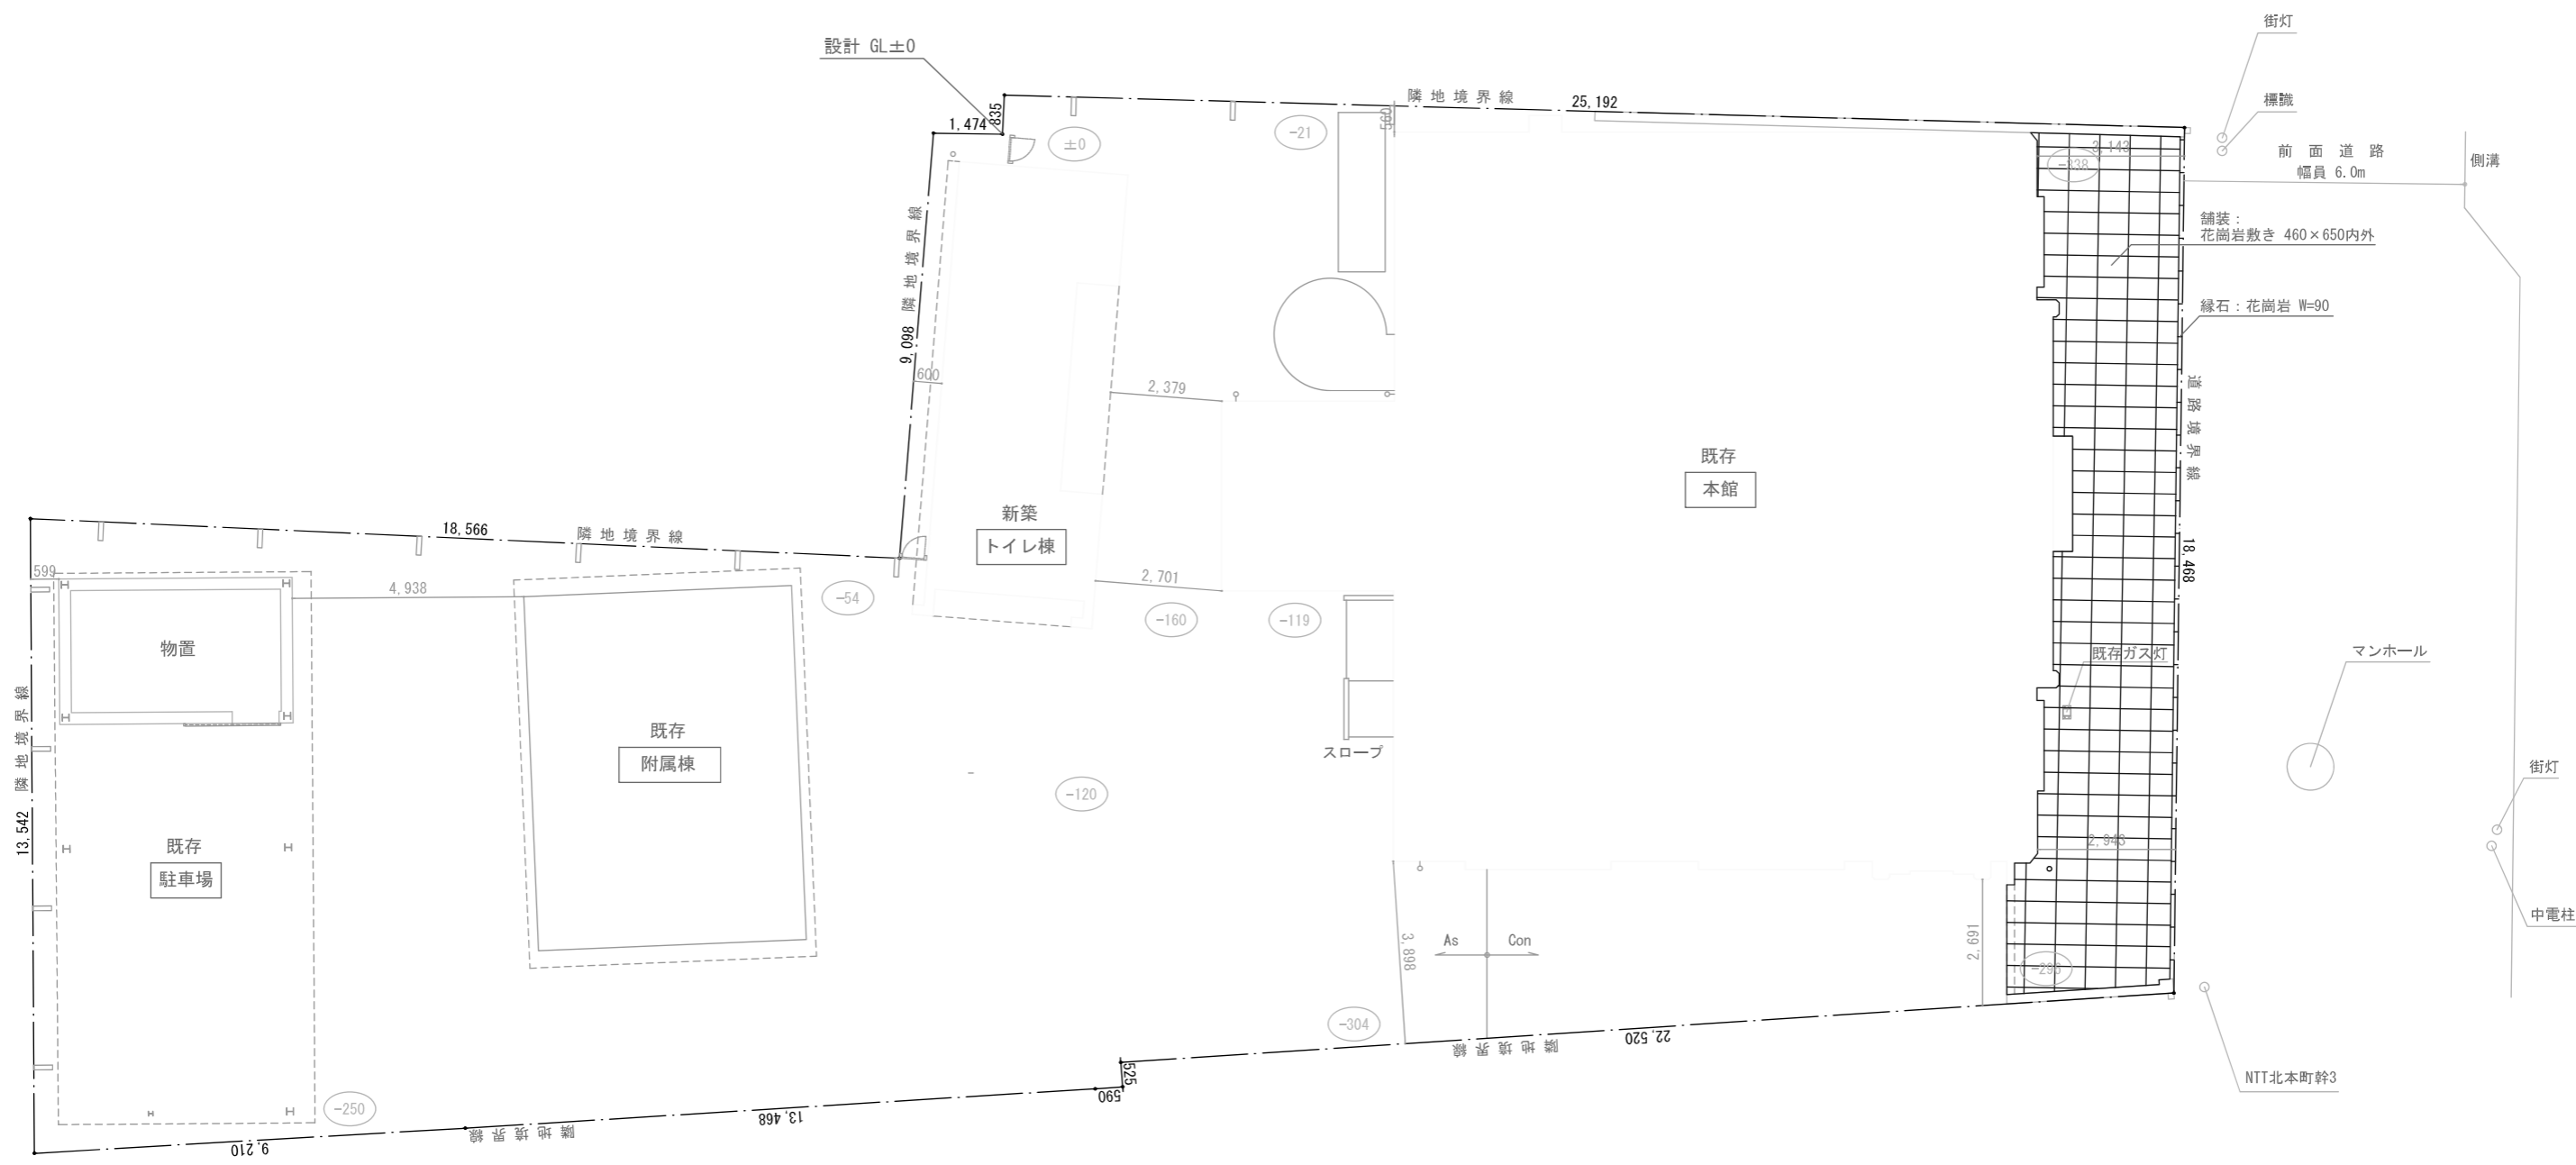 街灯
設計 GL±0
標識
隣地境界線
25,192
835
1,474
560
±0
-21
3,143
-338
前面道路
幅員 6.0m
側溝
舗装：
花崗岩敷き 460×650内外
縁石：花崗岩 W=90
隣地境界線
9,098
600
2,379
道路境界線
既存
本館
新築
トイレ棟
18,566
隣地境界線
18,468
599
4,938
-54
2,701
-160
-119
物置
既存ガス灯
マンホール
隣地境界線
13,542
既存
附属棟
スロープ
街灯
-120
既存
駐車場
2,943
中電柱
3,898
As
Con
2,691
-296
-304
22,520
隣地境界線
525
590
NTT北本町幹3
-250
13,468
隣地境界線
9,210